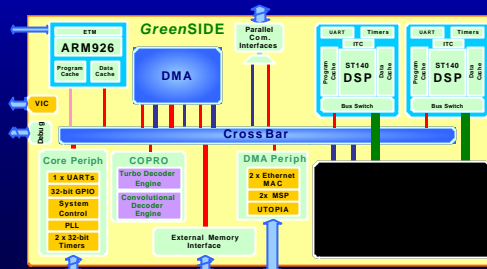 GreenSIDE
ETM
ARM926
Program
Cache
Data
Cache
DMA
Parallel
Com.
Interfaces
UART
Timers
ITC
Program
Cache
ST140
DSP
Data
Cache
Bus Switch
UART
Timers
ITC
Program
Cache
ST140
DSP
Data
Cache
Bus Switch
VIC
Debug
Cross Bar
Core Periph
1 x UARTs
32-bit GPIO
System
Control
PLL
2 x 32-bit
Timers
COPRO
Turbo Decoder
Engine
Convolutional
Decoder
Engine
DMA Periph
2 x Ethernet
MAC
2x MSP
UTOPIA
External Memory
Interface